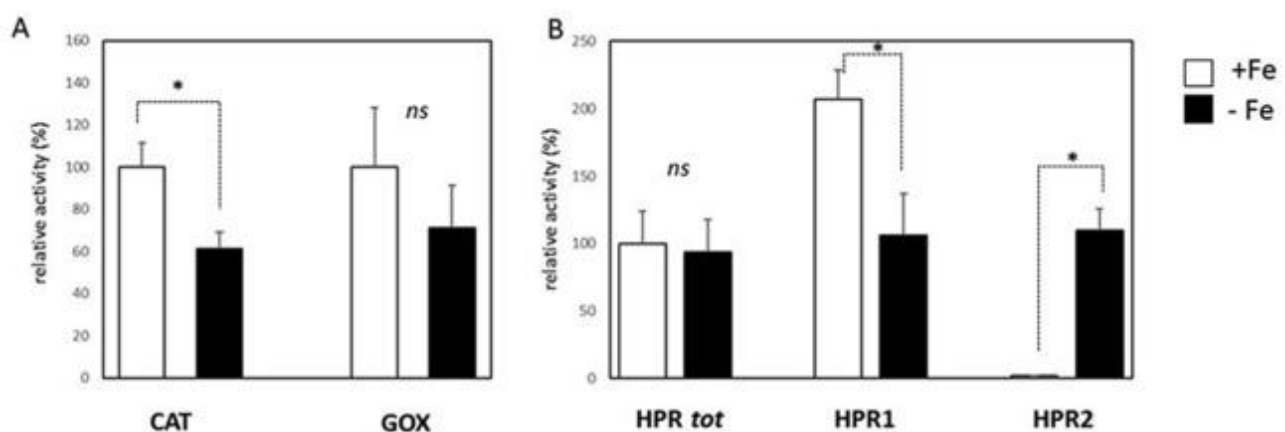 A
relative activity (%)
160
140
120
100
80
60
40
20
0
*
ns
CAT GOX
B
relative activity (%)
250
200
150
100
50
0
ns
*
*
HPR tot HPR1 HPR2
+Fe
- Fe